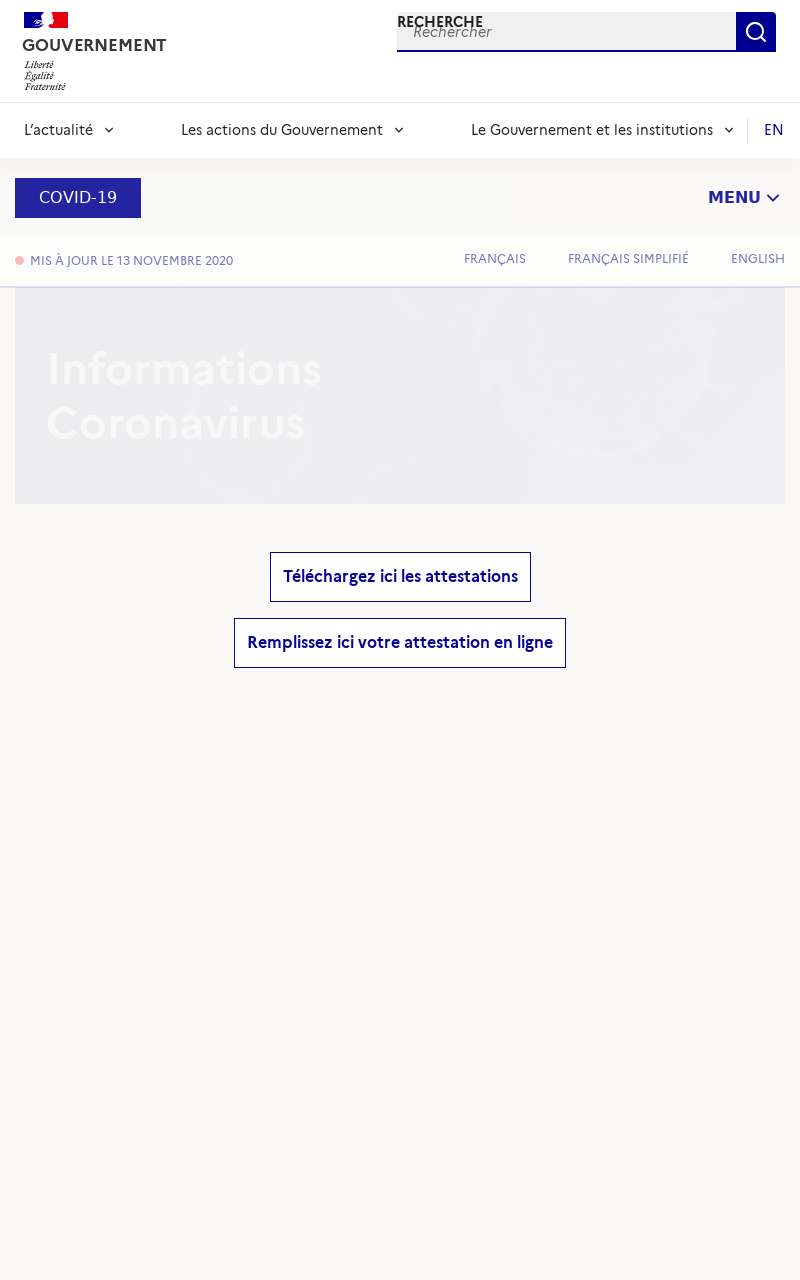 GOUVERNEMENT
Liberté
Égalité
Fraternité
RECHERCHE
Rechercher
L’actualité
Les actions du Gouvernement
Le Gouvernement et les institutions
EN
COVID-19
MENU
MIS À JOUR LE 13 NOVEMBRE 2020
FRANÇAIS
FRANÇAIS SIMPLIFIÉ
ENGLISH
Informations
Coronavirus
Téléchargez ici les attestations
Remplissez ici votre attestation en ligne